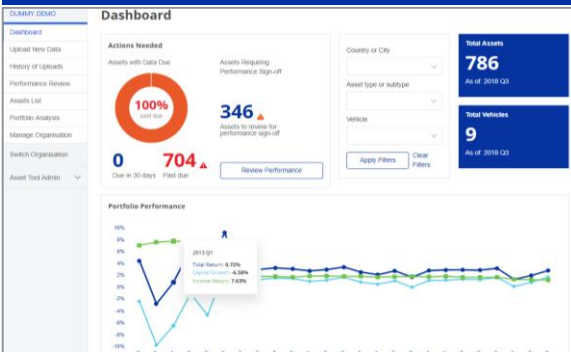 DUMMY DEMO
Dashboard
Upload New Data
History of Uploads
Performance Review
Assets List
Portfolio Analysis
Manage Organisation
Switch Organisation
Asset Tool Admin
Dashboard
Actions Needed
Assets with Data Due
100%
past due
0
Due in 30 days
704
Past due
Assets Requiring
Performance Sign-off
346
Assets to review for
performance sign-off
Review Performance
Country or City
Asset type or subtype
Vehicle
Apply Filters
Clear
Filters
Total Assets
786
As of: 2018 Q3
Total Vehicles
9
As of: 2018 Q3
Portfolio Performance
10%
8%
6%
4%
2%
0%
-2%
-4%
-6%
-8%
-10%
2013 Q1
Total Return: 0.72%
Capital Growth: -6.58%
Income Return: 7.63%